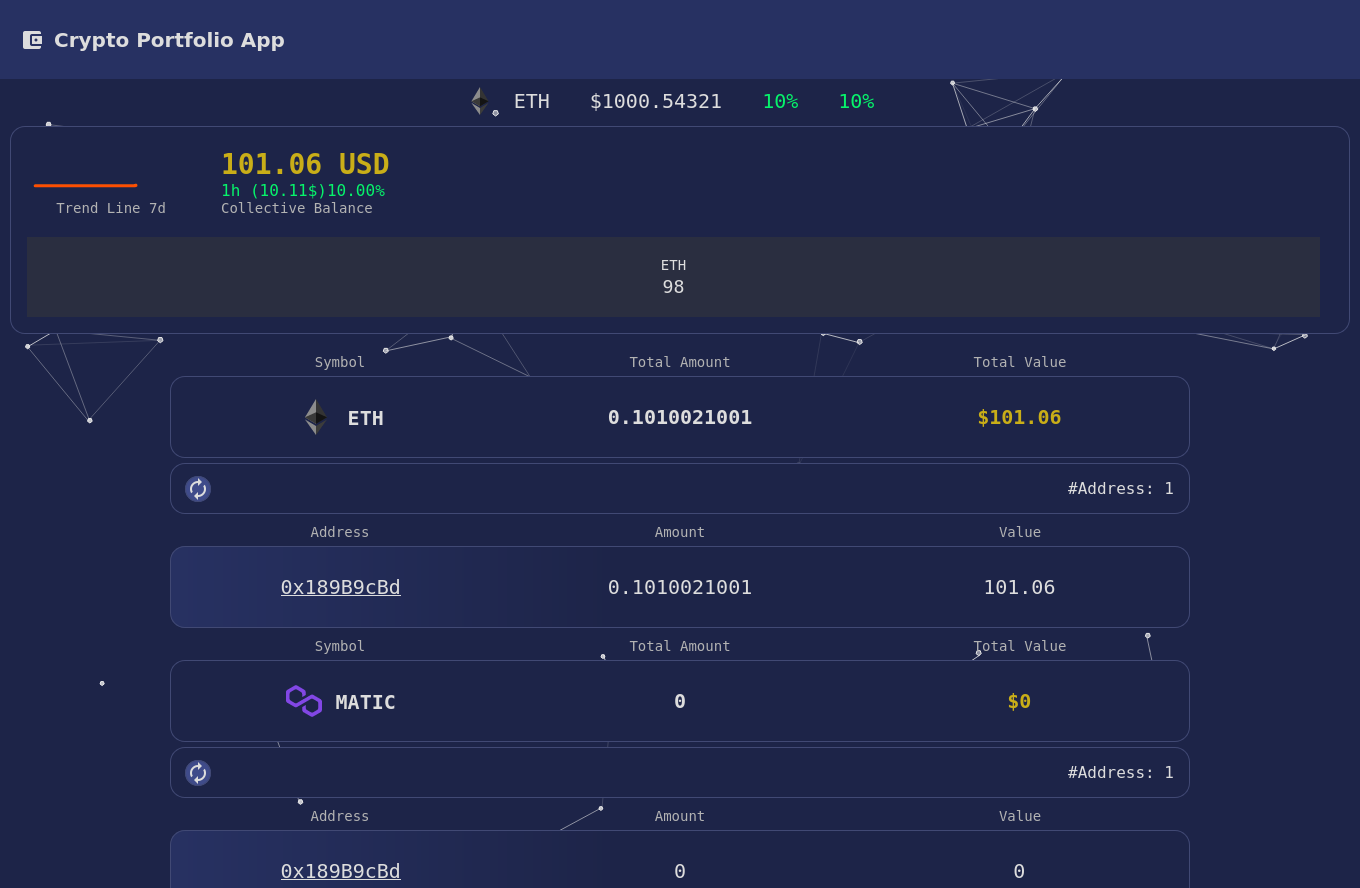 Crypto Portfolio App
ETH $1000.54321 10% 10%
101.06 USD
1h (10.11$)10.00%
Trend Line 7d Collective Balance
ETH
98
Symbol Total Amount Total Value
ETH 0.1010021001 $101.06
#Address: 1
Address Amount Value
0x189B9cBd 0.1010021001 101.06
Symbol Total Amount Total Value
MATIC 0 $0
#Address: 1
Address Amount Value
0x189B9cBd 0 0